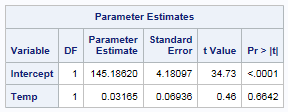 Parameter Estimates
Variable DF Parameter Estimate Standard Error t Value Pr > |t|
Intercept 1 145.18620 4.18097 34.73 <.0001
Temp 1 0.03165 0.06936 0.46 0.6642